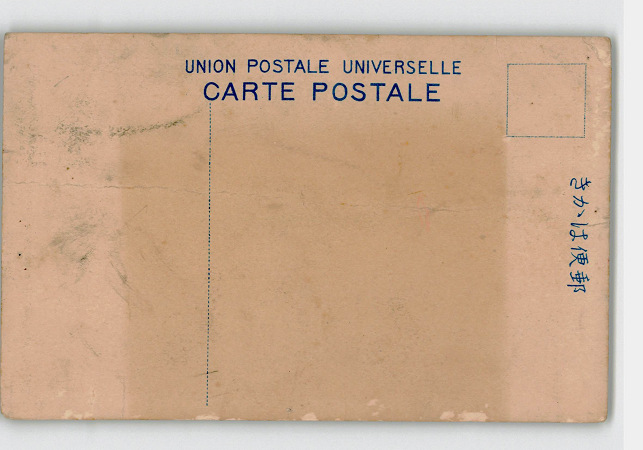 UNION POSTALE UNIVERSELLE
CARTE POSTALE
きかは便郵